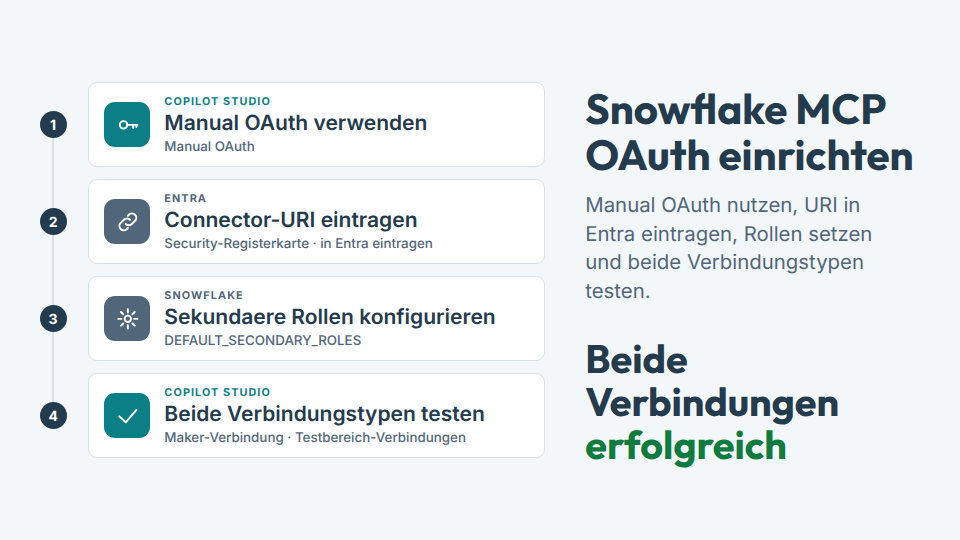 1
COPILOT STUDIO
Manual OAuth verwenden
Manual OAuth
2
ENTRA
Connector-URI eintragen
Security-Registerkarte · in Entra eintragen
3
SNOWFLAKE
Sekundaere Rollen konfigurieren
DEFAULT_SECONDARY_ROLES
4
COPILOT STUDIO
Beide Verbindungstypen testen
Maker-Verbindung · Testbereich-Verbindungen
Snowflake MCP
OAuth einrichten
Manual OAuth nutzen, URI in
Entra eintragen, Rollen setzen
und beide Verbindungstypen
testen.
Beide
Verbindungen
erfolgreich